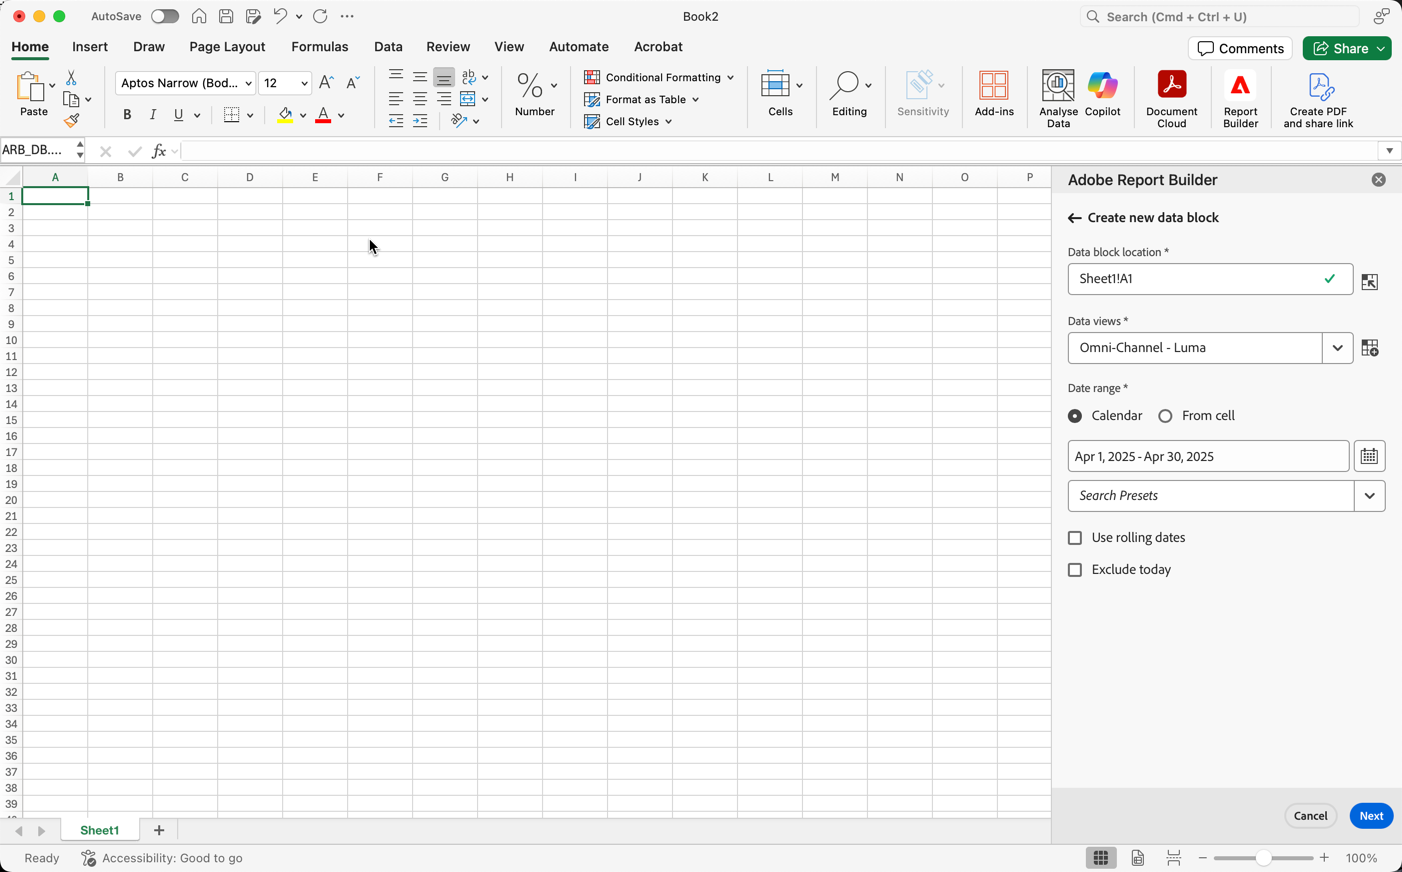 AutoSave
Book2
Search (Cmd + Ctrl + U)
Home Insert Draw Page Layout Formulas Data Review View Automate Acrobat
Comments
Share
Paste
Aptos Narrow (Bod...
12
B I U A
Number
Conditional Formatting
Format as Table
Cell Styles
Cells
Editing
Sensitivity
Add-ins
Analyse Data
Copilot
Document Cloud
Report Builder
Create PDF and share link
ARB_DB....
fx
A B C D E F G H I J K L M N O P
1
2
3
4
5
6
7
8
9
10
11
12
13
14
15
16
17
18
19
20
21
22
23
24
25
26
27
28
29
30
31
32
33
34
35
36
37
38
39
Adobe Report Builder
Create new data block
Data block location *
Sheet1!A1
Data views *
Omni-Channel - Luma
Date range *
Calendar From cell
Apr 1, 2025 - Apr 30, 2025
Search Presets
Use rolling dates
Exclude today
Cancel Next
Sheet1
Ready
Accessibility: Good to go
100%